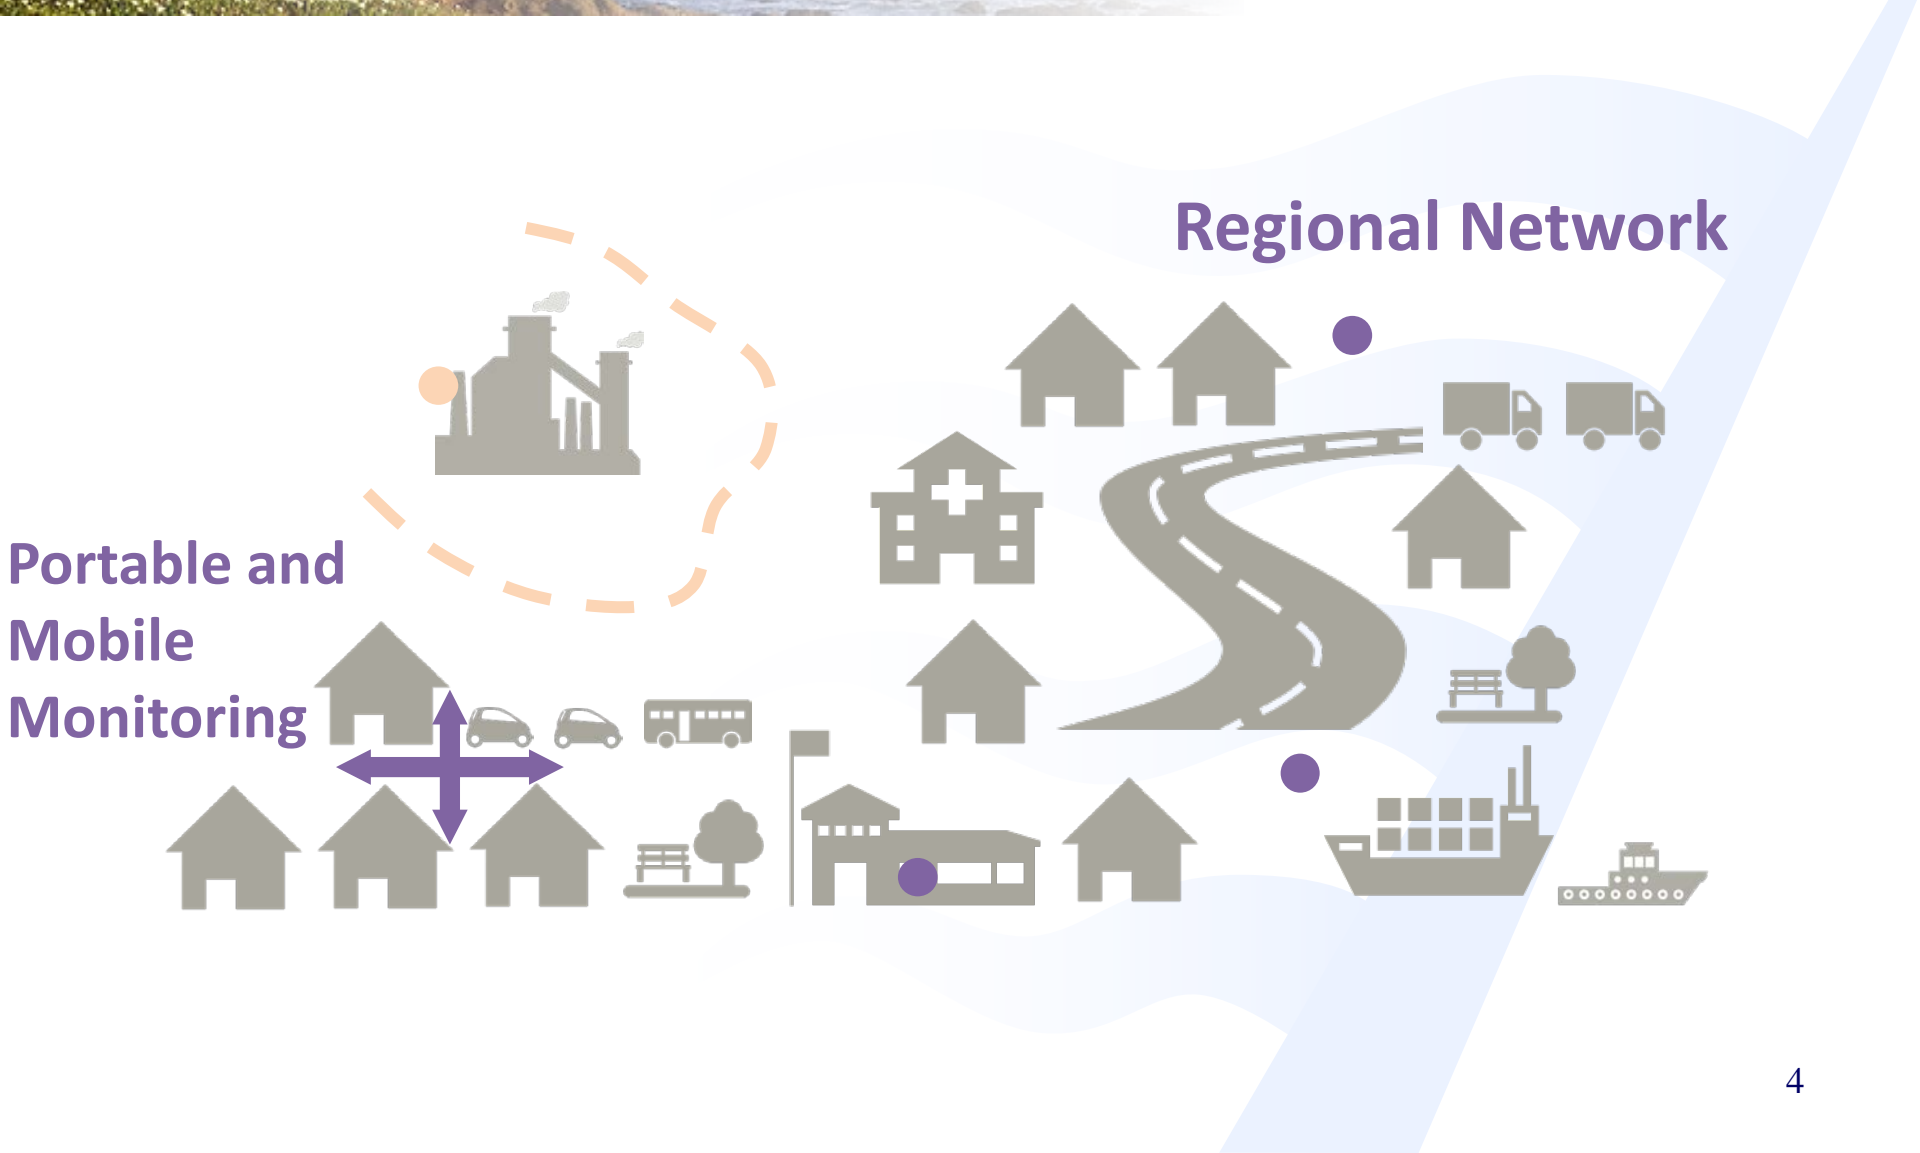 Regional Network
Portable and
Mobile
Monitoring
4